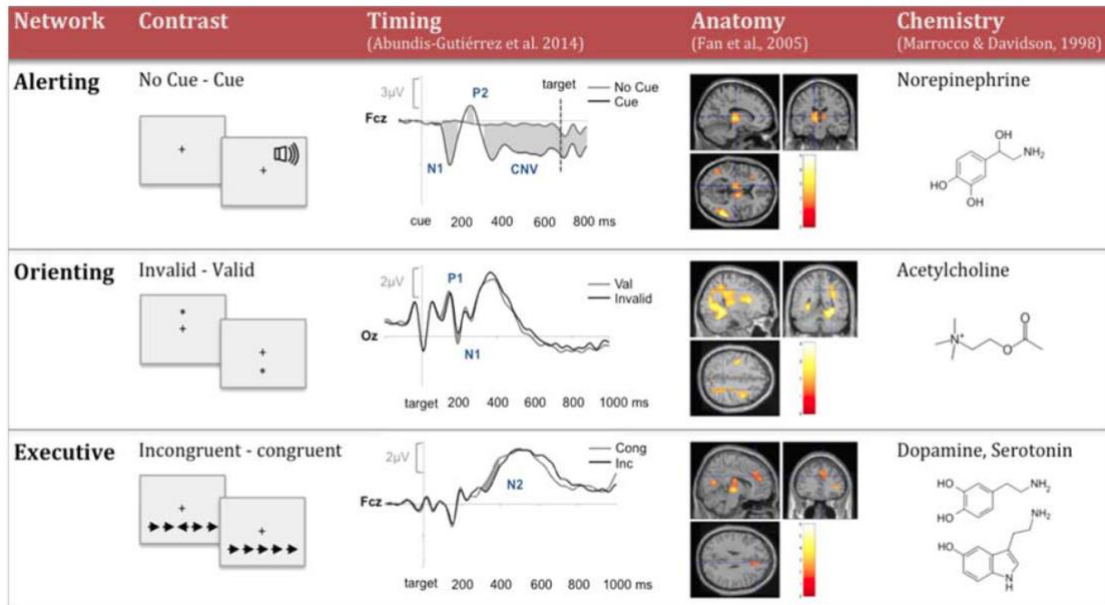 Network Contrast Timing Anatomy Chemistry
(Abundis-Gutiérrez et al. 2014) (Fan et al., 2005) (Marrocco & Davidson, 1998)
Alerting No Cue - Cue Norepinephrine
3μV
P2
target
No Cue
Cue
Fcz
N1
CNV
cue 200 400 600 800 ms
OH
NH₂
HO
HO
OH
Orienting Invalid - Valid Acetylcholine
2μV
P1
Val
Invalid
Oz
N1
target 200 400 600 800 1000 ms
N⁺
O
O
Executive Incongruent - congruent Dopamine, Serotonin
2μV
Cong
Inc
N2
Fcz
target 200 400 600 800 1000 ms
HO
NH₂
HO
NH₂
HO
N
H